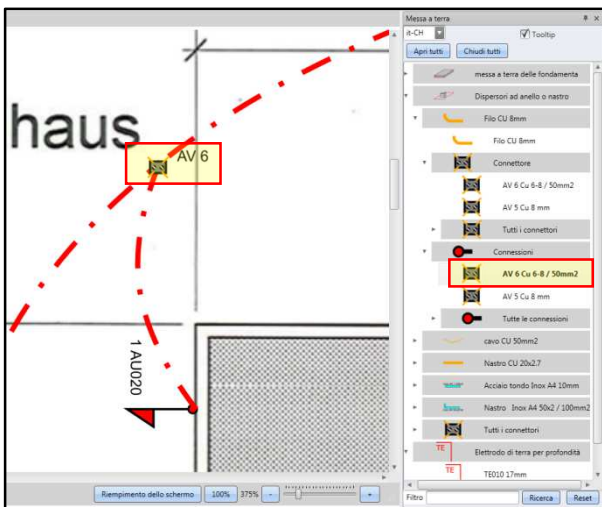 haus
AV 6
1 AU020
Riempimento dello schermo
100%
375%
-
+
Messa a terra
it-CH
Tooltip
Apri tutti
Chiudi tutti
messa a terra delle fondamenta
Dispersori ad anello o nastro
Filo CU 8mm
Filo CU 8mm
Connettore
AV 6 Cu 6-8 / 50mm2
AV 5 Cu 8 mm
Tutti i connettori
Connessioni
AV 6 Cu 6-8 / 50mm2
AV 5 Cu 8 mm
Tutte le connessioni
cavo CU 50mm2
Nastro CU 20x2.7
Acciaio tondo Inox A4 10mm
Nastro Inox A4 50x2 / 100mm2
Tutti i connettori
TE Elettrodo di terra per profondità
TE TE010 17mm
Filtro
Ricerca
Reset